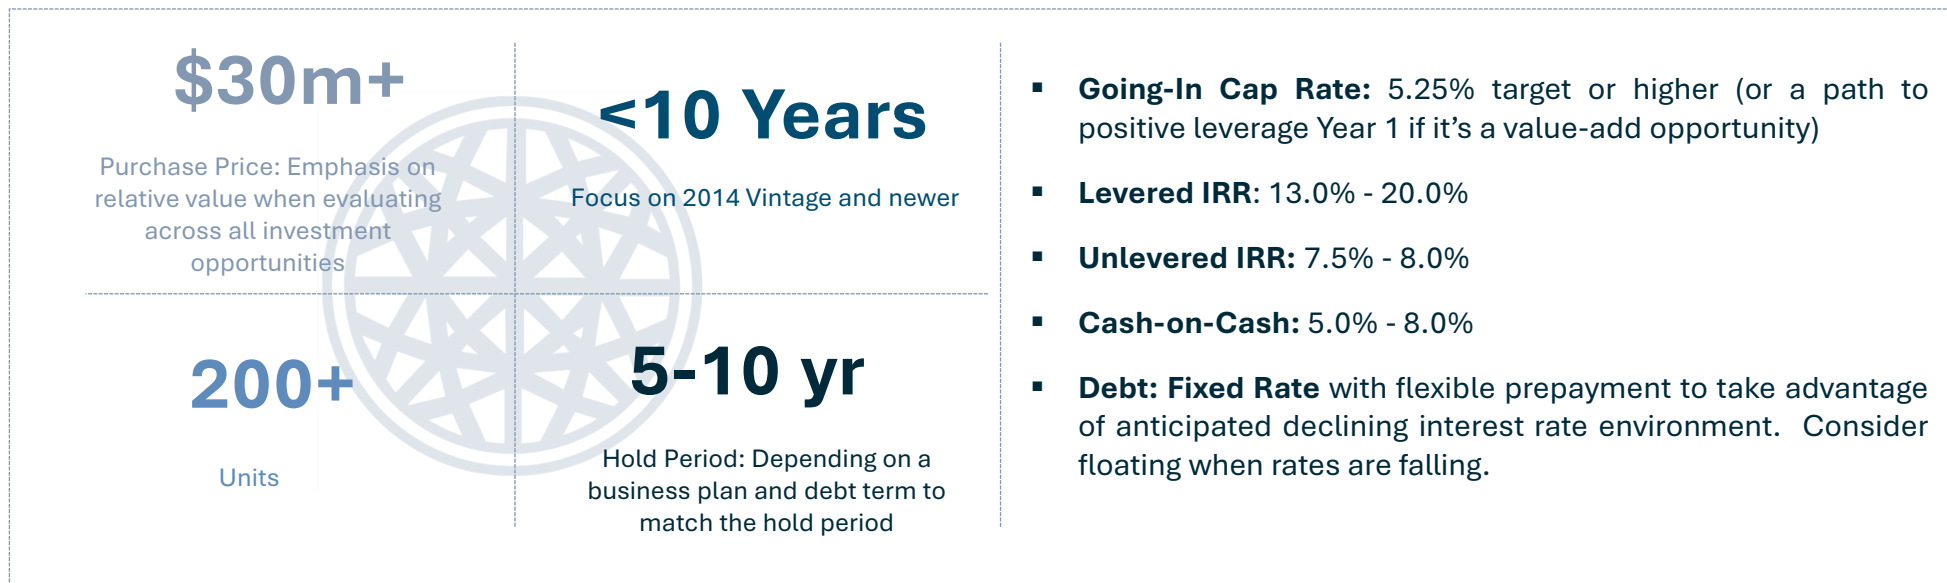 $30m+
Purchase Price: Emphasis on
relative value when evaluating
across all investment
opportunities
<10 Years
Focus on 2014 Vintage and newer
200+
Units
5-10 yr
Hold Period: Depending on a
business plan and debt term to
match the hold period
▪ Going-In Cap Rate: 5.25% target or higher (or a path to
positive leverage Year 1 if it’s a value-add opportunity)
▪ Levered IRR: 13.0% - 20.0%
▪ Unlevered IRR: 7.5% - 8.0%
▪ Cash-on-Cash: 5.0% - 8.0%
▪ Debt: Fixed Rate with flexible prepayment to take advantage
of anticipated declining interest rate environment.  Consider
floating when rates are falling.